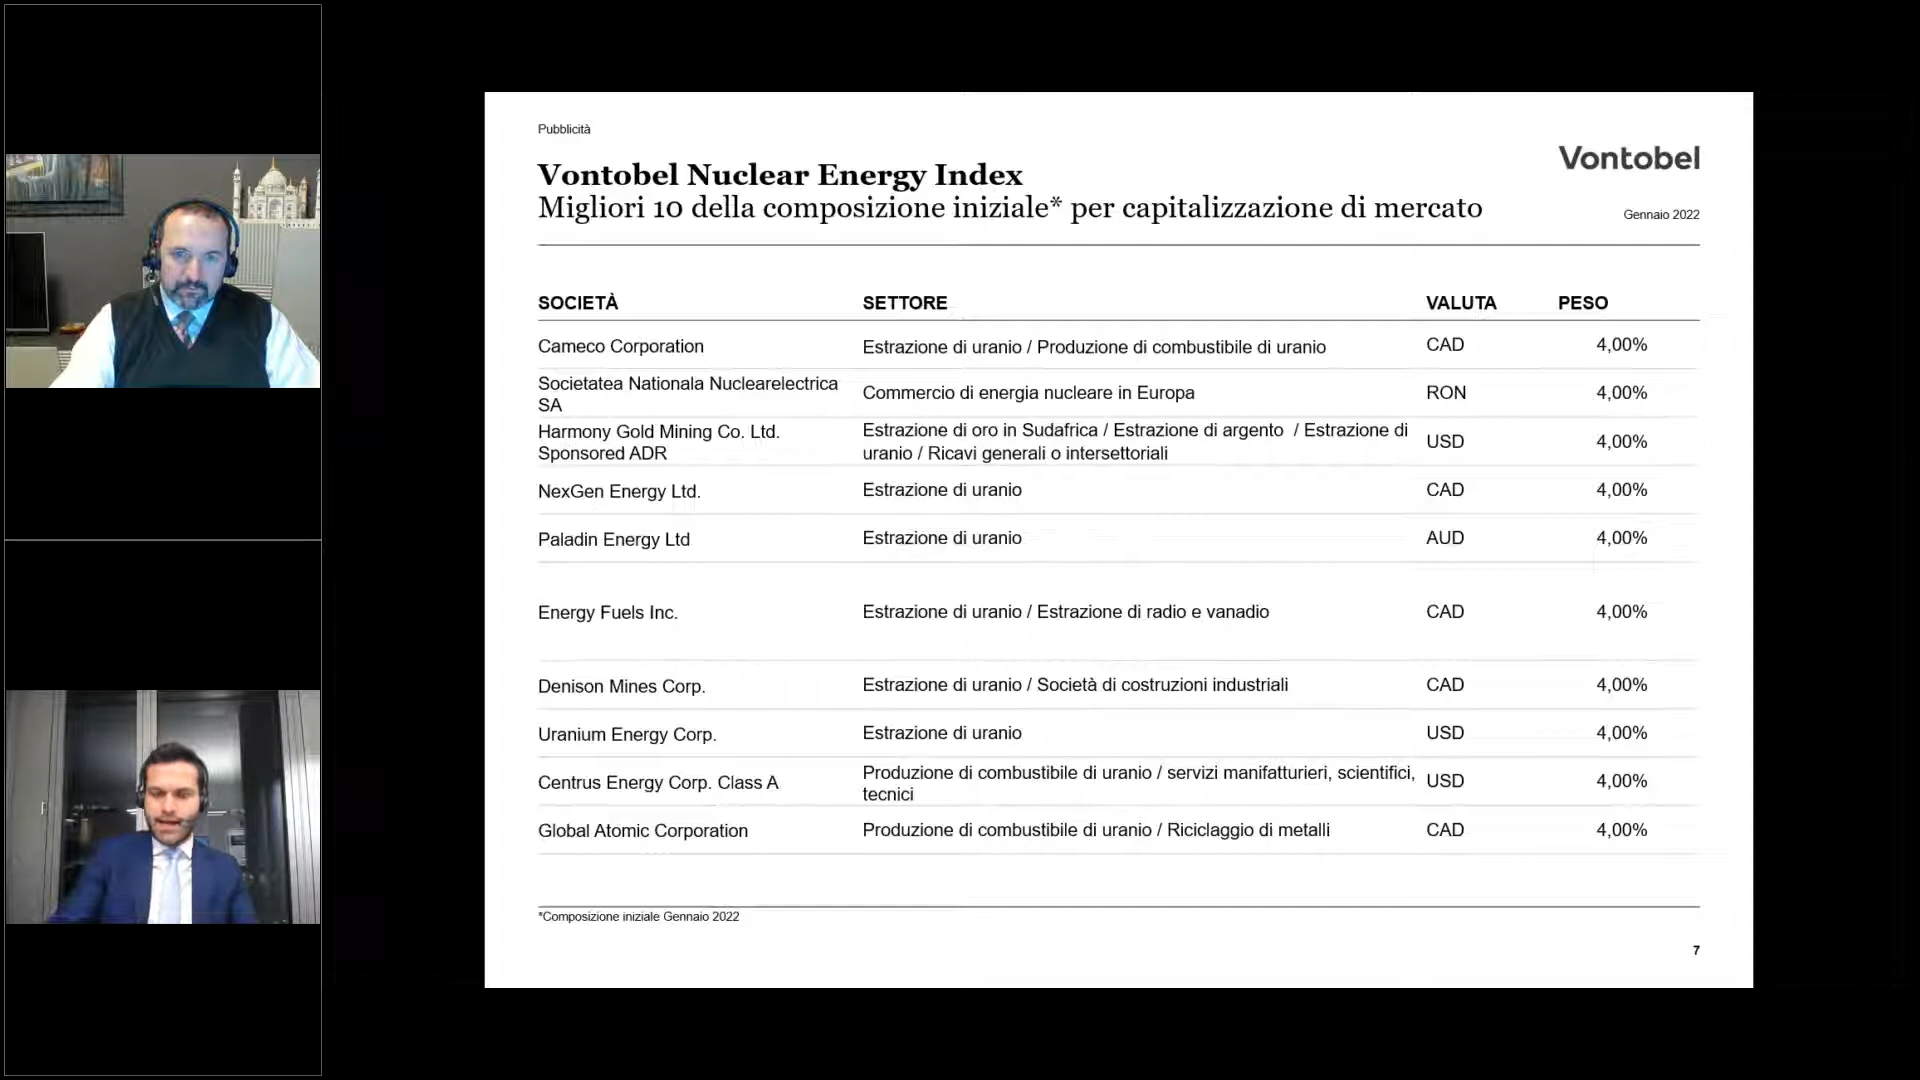 Pubblicità
Vontobel
Vontobel Nuclear Energy Index
Migliori 10 della composizione iniziale* per capitalizzazione di mercato
Gennaio 2022
SOCIETÀ SETTORE VALUTA PESO
Cameco Corporation Estrazione di uranio / Produzione di combustibile di uranio CAD 4,00%
Societatea Nationala Nuclearelectrica
SA
Commercio di energia nucleare in Europa RON 4,00%
Harmony Gold Mining Co. Ltd.
Sponsored ADR
Estrazione di oro in Sudafrica / Estrazione di argento / Estrazione di
uranio / Ricavi generali o intersettoriali
USD 4,00%
NexGen Energy Ltd. Estrazione di uranio CAD 4,00%
Paladin Energy Ltd Estrazione di uranio AUD 4,00%
Energy Fuels Inc. Estrazione di uranio / Estrazione di radio e vanadio CAD 4,00%
Denison Mines Corp. Estrazione di uranio / Società di costruzioni industriali CAD 4,00%
Uranium Energy Corp. Estrazione di uranio USD 4,00%
Centrus Energy Corp. Class A
Produzione di combustibile di uranio / servizi manifatturieri, scientifici,
tecnici
USD 4,00%
Global Atomic Corporation Produzione di combustibile di uranio / Riciclaggio di metalli CAD 4,00%
*Composizione iniziale Gennaio 2022
7